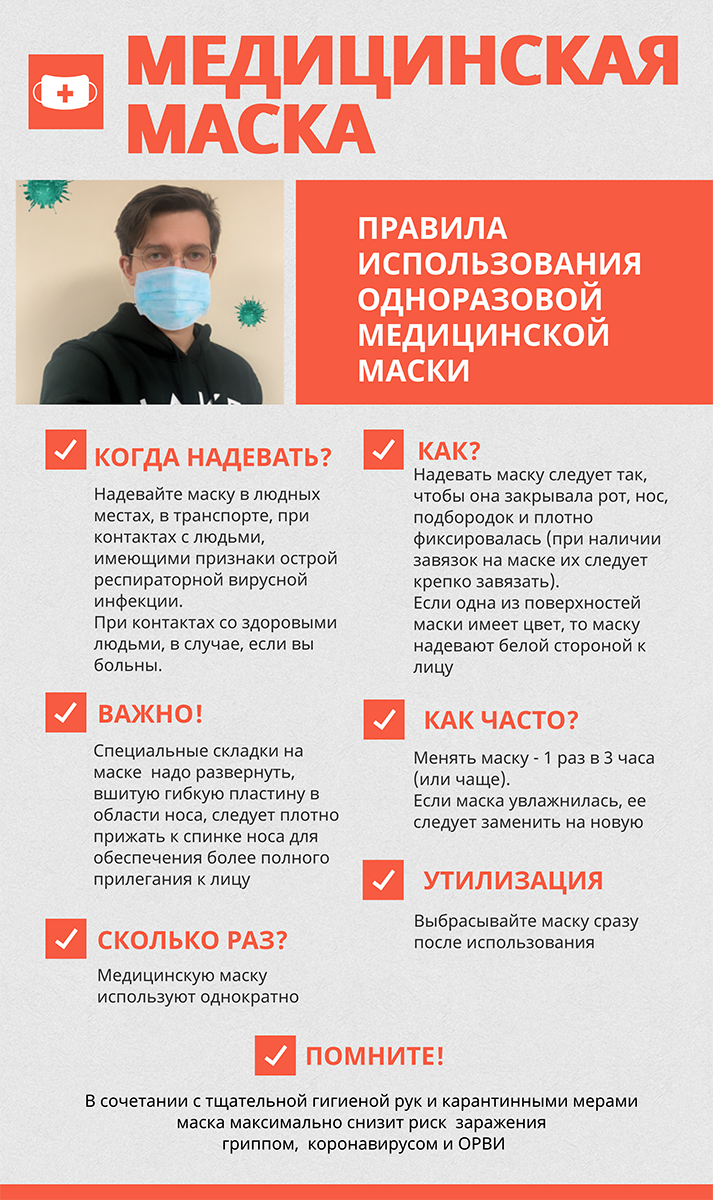 МЕДИЦИНСКАЯ
МАСКА
ПРАВИЛА
ИСПОЛЬЗОВАНИЯ
ОДНОРАЗОВОЙ
МЕДИЦИНСКОЙ
МАСКИ
КОГДА НАДЕВАТЬ?
Надевайте маску в людных
местах, в транспорте, при
контактах с людьми,
имеющими признаки острой
респираторной вирусной
инфекции.
При контактах со здоровыми
людьми, в случае, если вы
больны.
КАК?
Надевать маску следует так,
чтобы она закрывала рот, нос,
подбородок и плотно
фиксировалась (при наличии
завязок на маске их следует
крепко завязать).
Если одна из поверхностей
маски имеет цвет, то маску
надевают белой стороной к
лицу
ВАЖНО!
Специальные складки на
маске  надо развернуть,
вшитую гибкую пластину в
области носа, следует плотно
прижать к спинке носа для
обеспечения более полного
прилегания к лицу
КАК ЧАСТО?
Менять маску - 1 раз в 3 часа
(или чаще).
Если маска увлажнилась, ее
следует заменить на новую
УТИЛИЗАЦИЯ
Выбрасывайте маску сразу
после использования
СКОЛЬКО РАЗ?
Медицинскую маску
используют однократно
ПОМНИТЕ!
В сочетании с тщательной гигиеной рук и карантинными мерами
маска максимально снизит риск  заражения
гриппом,  коронавирусом и ОРВИ